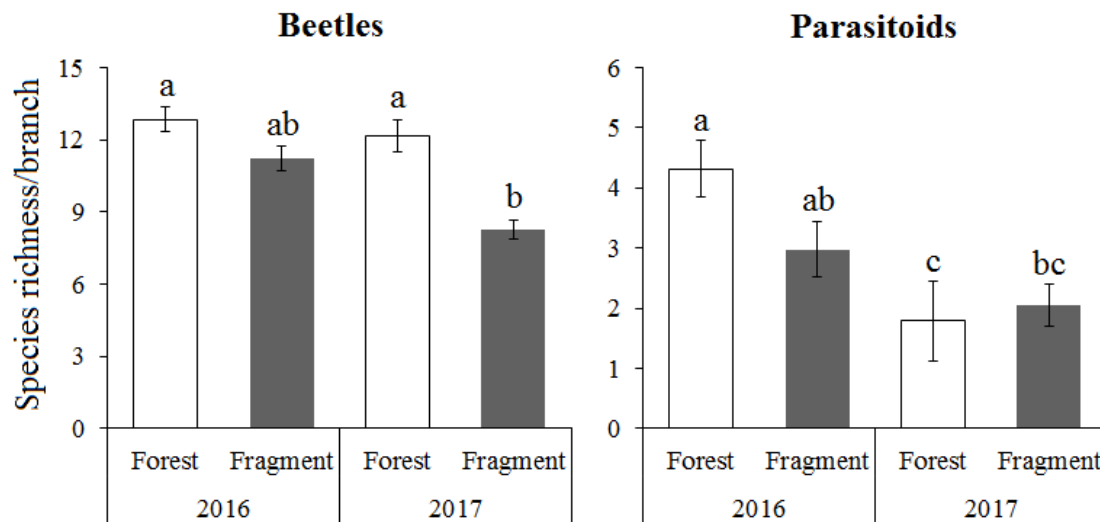 Beetles
Species richness/branch
15
12
9
6
3
0
a
ab
a
b
Forest Fragment Forest Fragment
2016 2017
Parasitoids
6
5
4
3
2
1
0
a
ab
c
bc
Forest Fragment Forest Fragment
2016 2017